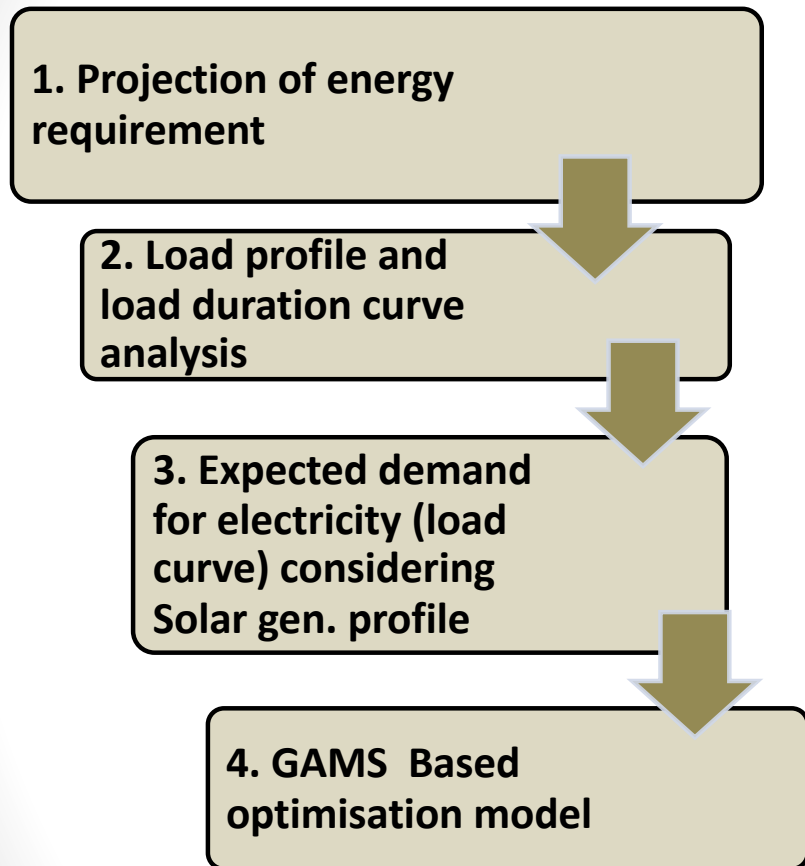 1. Projection of energy
requirement
2. Load profile and
load duration curve
analysis
3. Expected demand
for electricity (load
curve) considering
Solar gen. profile
4. GAMS  Based
optimisation model